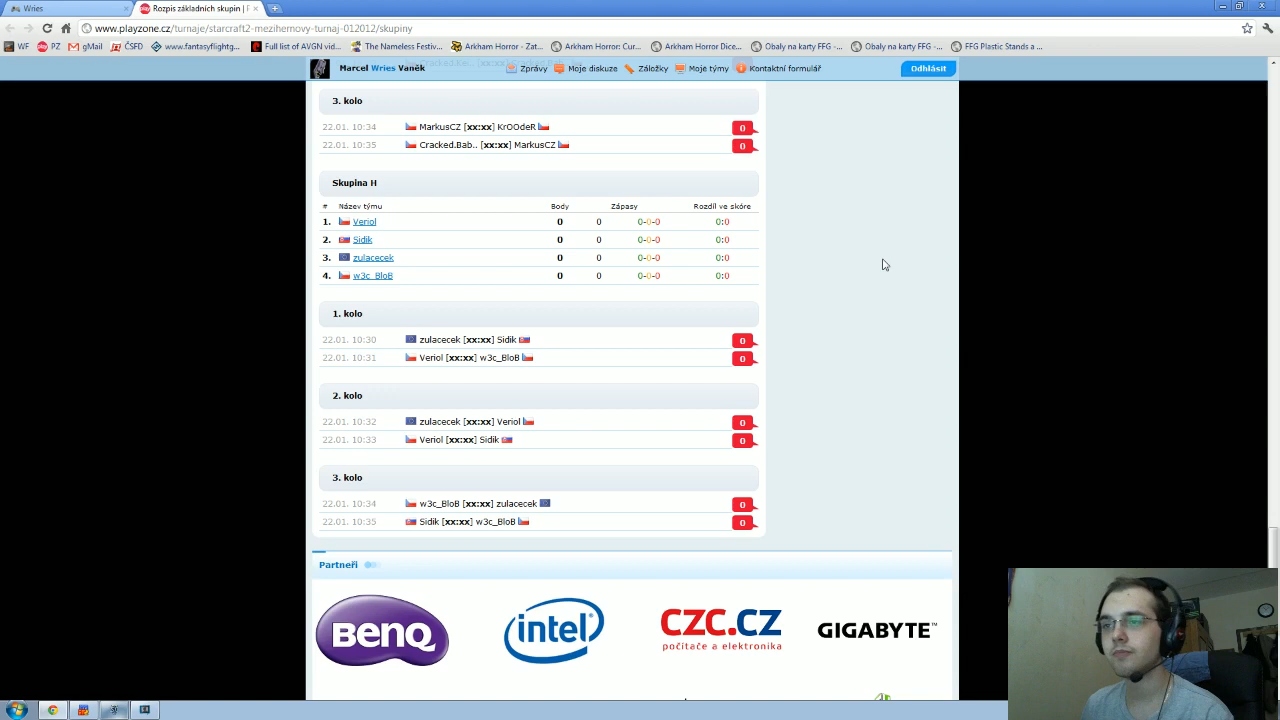 Wries
Rozpis základních skupin | F
www.playzone.cz/turnaje/starcraft2-mezihernovy-turnaj-012012/skupiny
WF PZ gMail ČSFD www.fantasyflightg... Full list of AVGN vid... The Nameless Festiv... Arkham Horror - Zat... Arkham Horror: Cur... Arkham Horror Dice... Obaly na karty FFG -... Obaly na karty FFG -... FFG Plastic Stands a ...
Marcel Wries Vaněk Zprávy Moje diskuze Záložky Moje týmy Kontaktní formulář Odhlásit
3. kolo
22.01. 10:34 MarkusCZ [xx:xx] KrOOdeR 0
22.01. 10:35 Cracked.Bab.. [xx:xx] MarkusCZ 0
Skupina H
# Název týmu Body Zápasy Rozdíl ve skóre
1. Veriol 0 0 0-0-0 0:0
2. Sidik 0 0 0-0-0 0:0
3. zulacecek 0 0 0-0-0 0:0
4. w3c_BloB 0 0 0-0-0 0:0
1. kolo
22.01. 10:30 zulacecek [xx:xx] Sidik 0
22.01. 10:31 Veriol [xx:xx] w3c_BloB 0
2. kolo
22.01. 10:32 zulacecek [xx:xx] Veriol 0
22.01. 10:33 Veriol [xx:xx] Sidik 0
3. kolo
22.01. 10:34 w3c_BloB [xx:xx] zulacecek 0
22.01. 10:35 Sidik [xx:xx] w3c_BloB 0
Partneři
BenQ intel CZC.CZ GIGABYTE™
počítače a elektronika